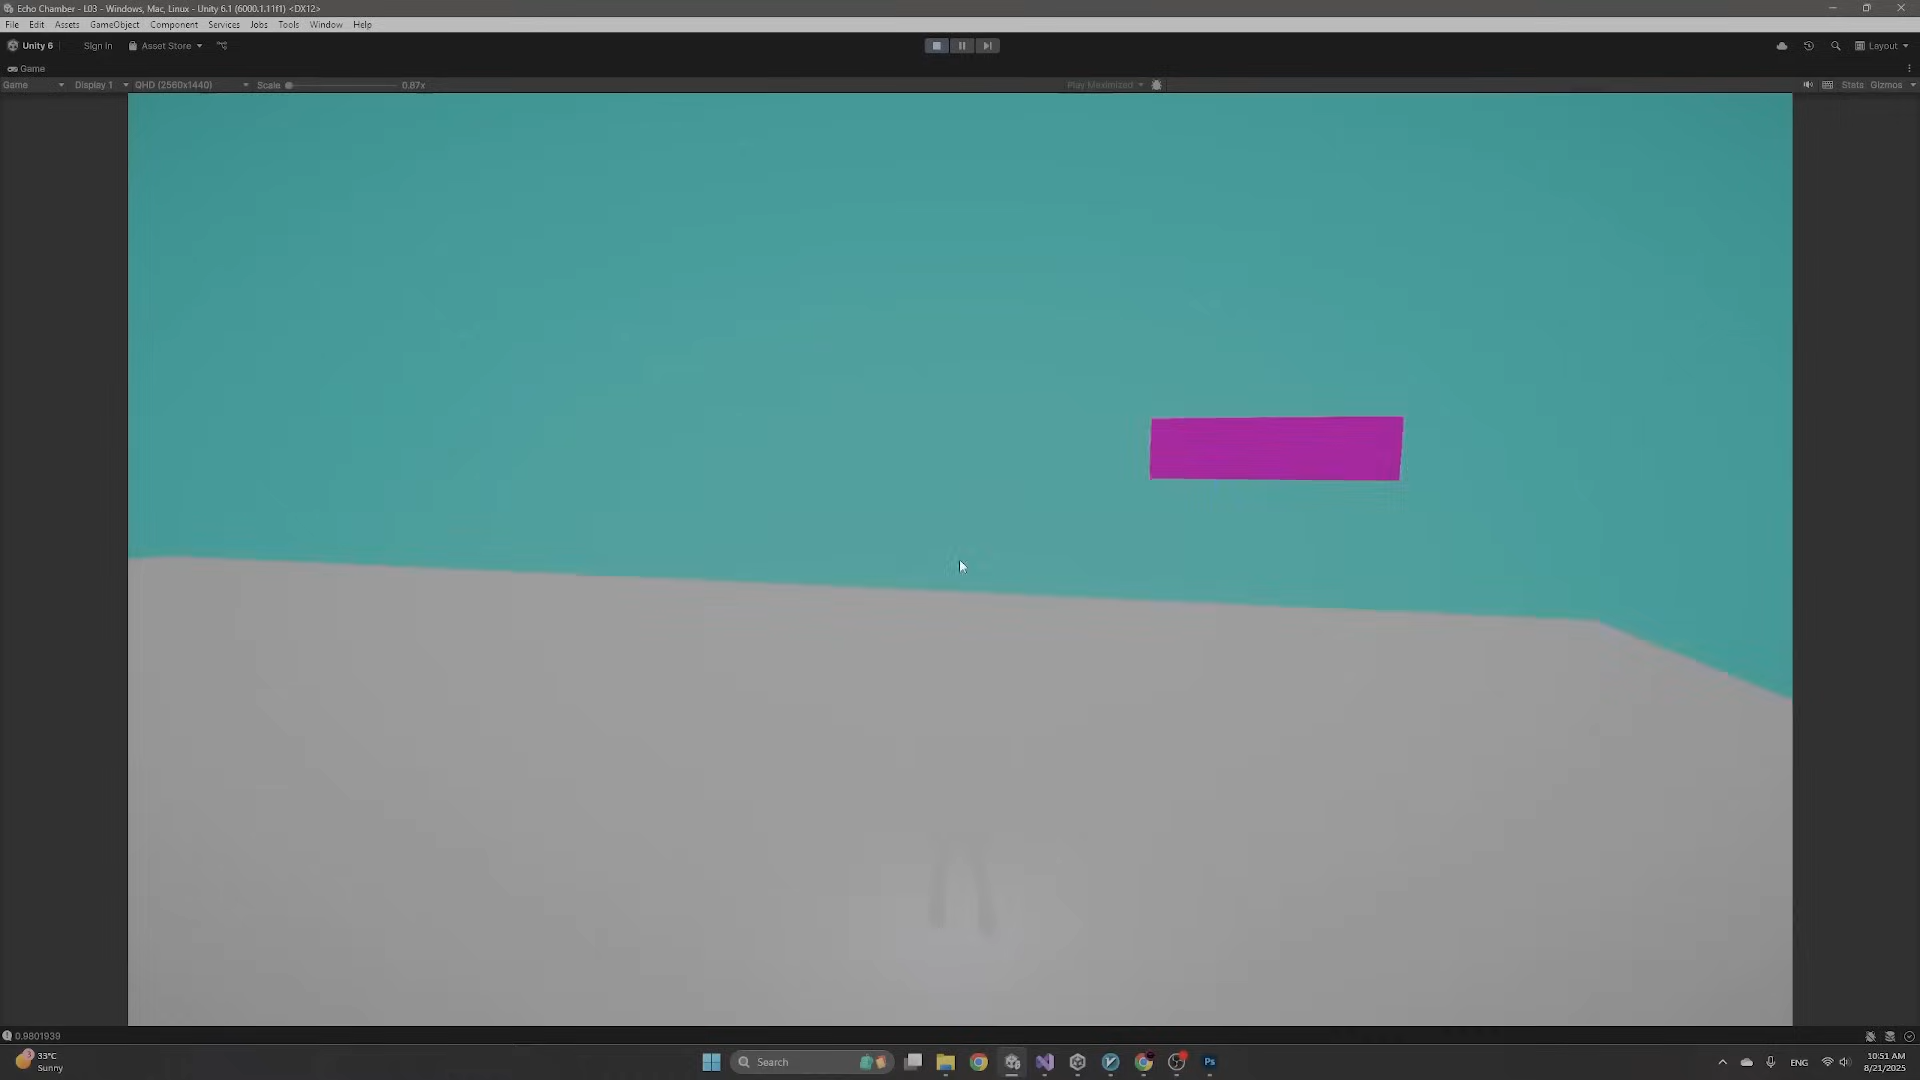 Echo Chamber - L03 - Windows, Mac, Linux - Unity 6.1 (6000.1.11f1) <DX12>
File Edit Assets GameObject Component Services Jobs Tools Window Help
Unity 6 Sign in Asset Store Layout
Game
Game Display 1 QHD (2560x1440) Scale 0.87x Play Maximized Stats Gizmos
0.9801939
33°C
Sunny
Search
ENG
10:51 AM
8/21/2025
Ps